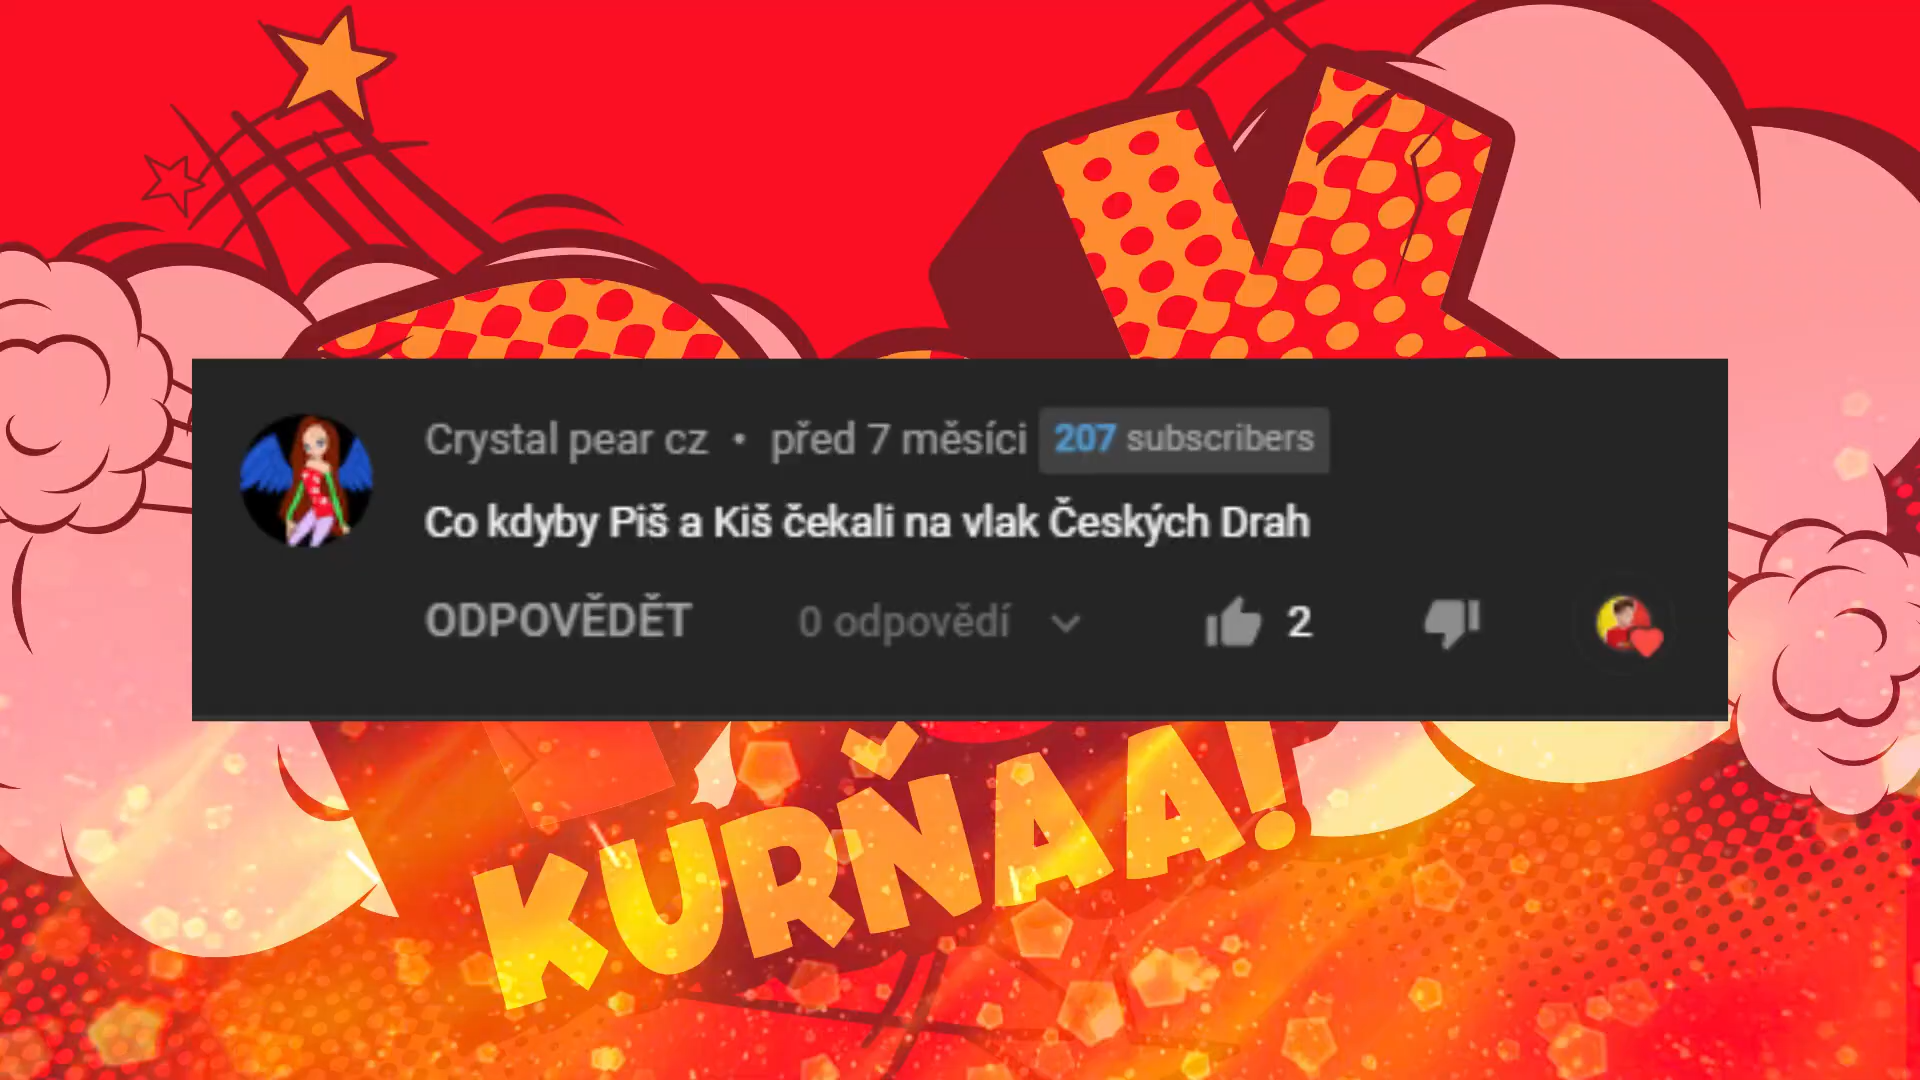 Crystal pear cz • před 7 měsíci 207 subscribers
Co kdyby Piš a Kiš čekali na vlak Českých Drah
ODPOVĚDĚT 0 odpovědí 2
KURŇAA!